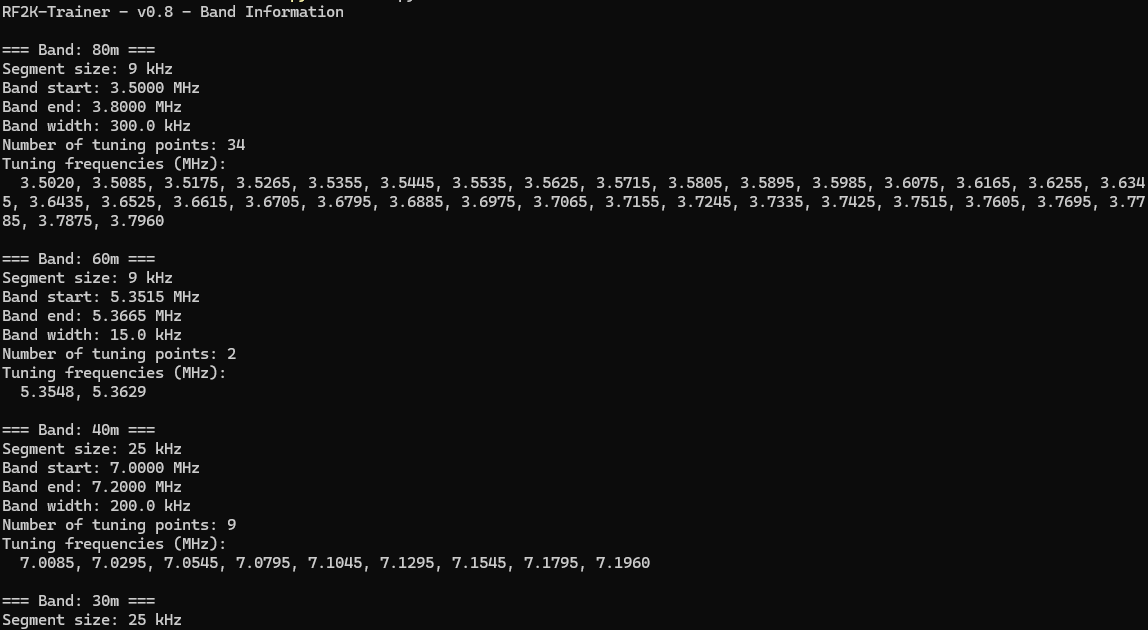 RF2K-Trainer - v0.8 - Band Information
=== Band: 80m ===
Segment size: 9 kHz
Band start: 3.5000 MHz
Band end: 3.8000 MHz
Band width: 300.0 kHz
Number of tuning points: 34
Tuning frequencies (MHz):
3.5020, 3.5085, 3.5175, 3.5265, 3.5355, 3.5445, 3.5535, 3.5625, 3.5715, 3.5805, 3.5895, 3.5985, 3.6075, 3.6165, 3.6255, 3.634
5, 3.6435, 3.6525, 3.6615, 3.6705, 3.6795, 3.6885, 3.6975, 3.7065, 3.7155, 3.7245, 3.7335, 3.7425, 3.7515, 3.7605, 3.7695, 3.77
85, 3.7875, 3.7960
=== Band: 60m ===
Segment size: 9 kHz
Band start: 5.3515 MHz
Band end: 5.3665 MHz
Band width: 15.0 kHz
Number of tuning points: 2
Tuning frequencies (MHz):
5.3548, 5.3629
=== Band: 40m ===
Segment size: 25 kHz
Band start: 7.0000 MHz
Band end: 7.2000 MHz
Band width: 200.0 kHz
Number of tuning points: 9
Tuning frequencies (MHz):
7.0085, 7.0295, 7.0545, 7.0795, 7.1045, 7.1295, 7.1545, 7.1795, 7.1960
=== Band: 30m ===
Segment size: 25 kHz